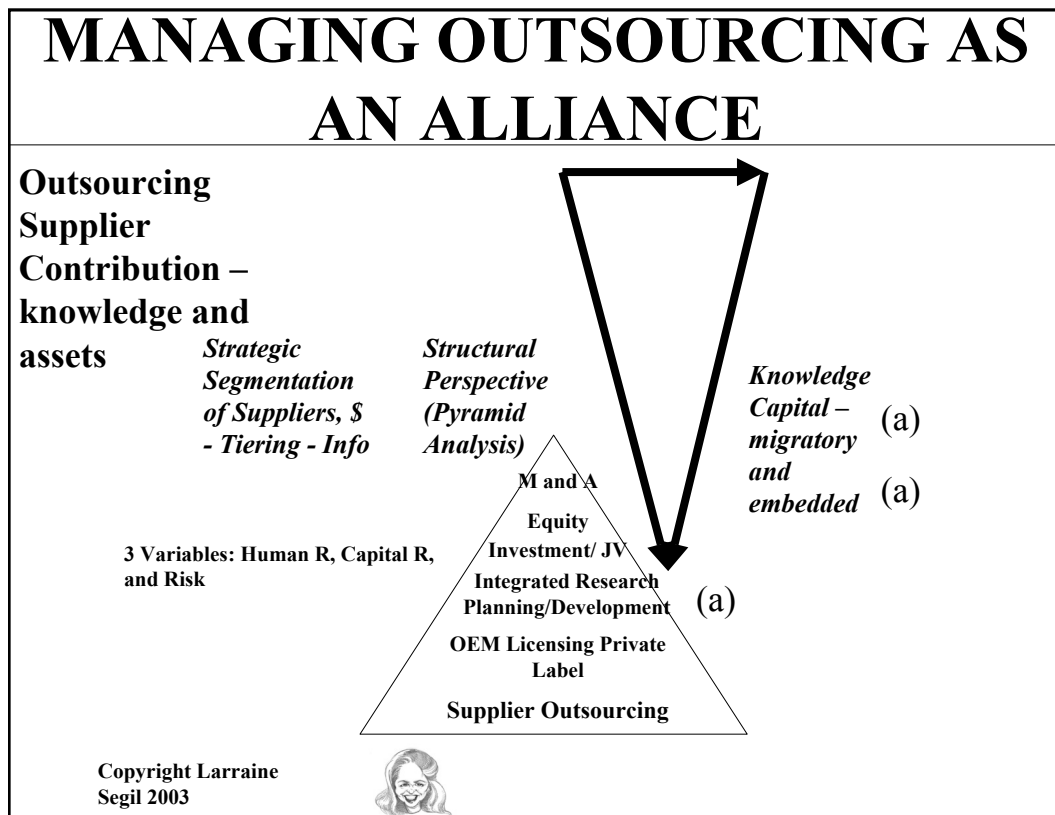 MANAGING OUTSOURCING AS
AN ALLIANCE
Outsourcing
Supplier
Contribution –
knowledge and
assets
Strategic
Segmentation
of Suppliers, $
- Tiering - Info
Structural
Perspective
(Pyramid
Analysis)
Knowledge
Capital –
migratory
and
embedded
(a)
(a)
M and A
Equity
Investment/ JV
Integrated Research
Planning/Development
(a)
OEM Licensing Private
Label
Supplier Outsourcing
3 Variables: Human R, Capital R,
and Risk
Copyright Larraine
Segil 2003